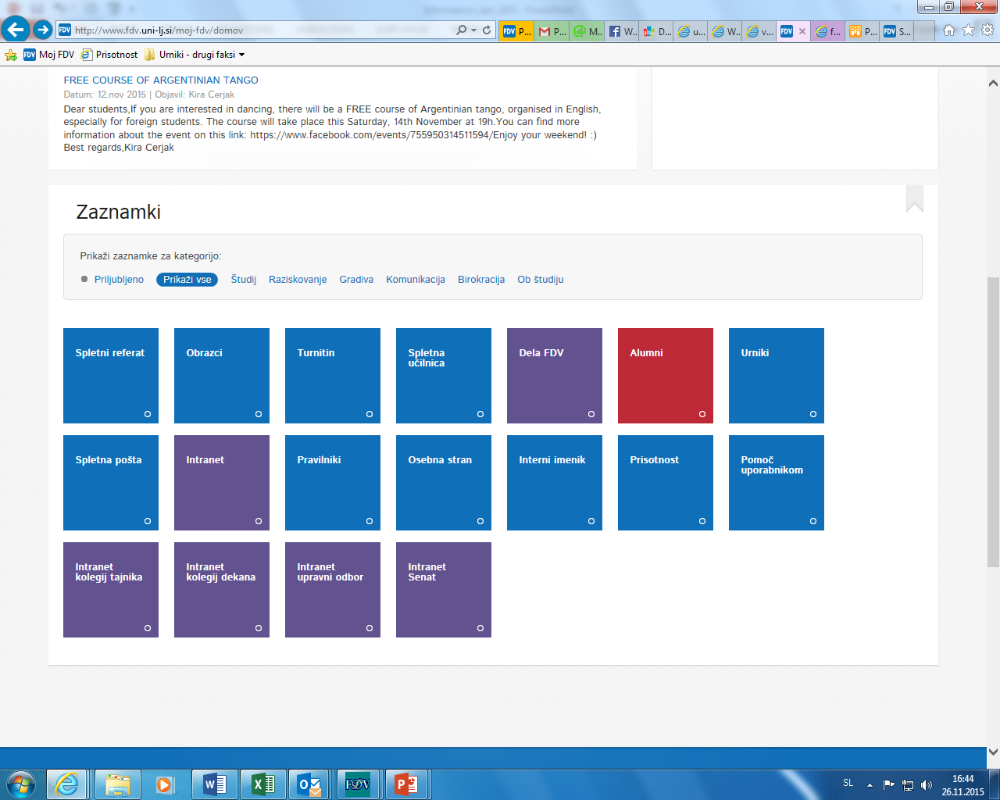 http://www.fdv.uni-lj.si/moj-fdv/domov
FDV P... P... M... W... D... u... W... v... FDV f... P... FDV S...
FDV Moj FDV Prisotnost Urniki - drugi faksi
FREE COURSE OF ARGENTINIAN TANGO
Datum: 12.nov 2015 | Objavil: Kira Cerjak
Dear students,If you are interested in dancing, there will be a FREE course of Argentinian tango, organised in English,
especially for foreign students. The course will take place this Saturday, 14th November at 19h.You can find more
information about the event on this link: https://www.facebook.com/events/755950314511594/Enjoy your weekend! :)
Best regards,Kira Cerjak
Zaznamki
Prikaži zaznamke za kategorijo:
Priljubljeno Prikaži vse Študij Raziskovanje Gradiva Komunikacija Birokracija Ob študiju
Spletni referat
Obrazci
Turnitin
Spletna
učilnica
Dela FDV
Alumni
Urniki
Spletna pošta
Intranet
Pravilniki
Osebna stran
Interni imenik
Prisotnost
Pomoč
uporabnikom
Intranet
kolegij tajnika
Intranet
kolegij dekana
Intranet
upravni odbor
Intranet
Senat
FDV
SL
16:44
26.11.2015